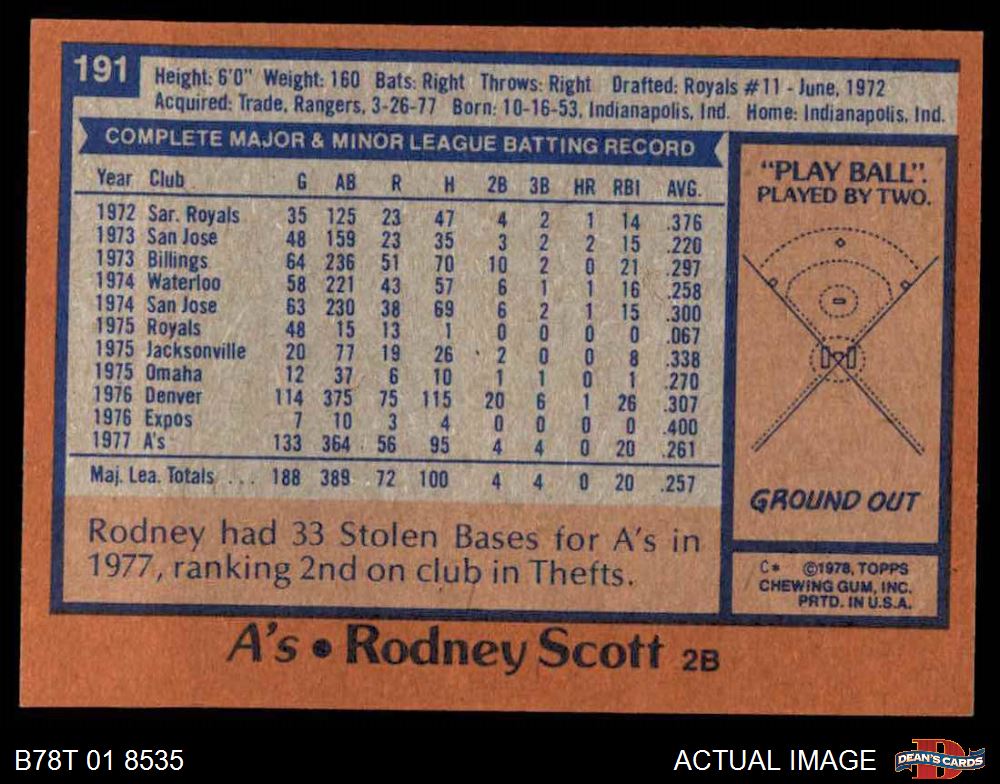 191
Height: 6'0" Weight: 160 Bats: Right Throws: Right Drafted: Royals #11 - June, 1972
Acquired: Trade, Rangers, 3-26-77 Born: 10-16-53, Indianapolis, Ind. Home: Indianapolis, Ind.
COMPLETE MAJOR & MINOR LEAGUE BATTING RECORD
Year Club G AB R H 2B 3B HR RBI AVG.
1972 Sar. Royals 35 125 23 47 4 2 1 14 .376
1973 San Jose 48 159 23 35 3 2 2 15 .220
1973 Billings 64 236 51 70 10 2 0 21 .297
1974 Waterloo 58 221 43 57 6 1 1 16 .258
1974 San Jose 63 230 38 69 6 2 1 15 .300
1975 Royals 48 15 13 1 0 0 0 0 .067
1975 Jacksonville 20 77 19 26 2 0 0 8 .338
1975 Omaha 12 37 6 10 1 1 0 1 .270
1976 Denver 114 375 75 115 20 6 1 26 .307
1976 Expos 7 10 3 4 0 0 0 0 .400
1977 A's 133 364 56 95 4 4 0 20 .261
Maj. Lea. Totals ... 188 389 72 100 4 4 0 20 .257
Rodney had 33 Stolen Bases for A's in
1977, ranking 2nd on club in Thefts.
"PLAY BALL".
PLAYED BY TWO.
GROUND OUT
C* ©1978, TOPPS
CHEWING GUM, INC.
PRTD. IN U.S.A.
A's • Rodney Scott 2B
B78T 01 8535
ACTUAL IMAGE
DEAN'S CARDS